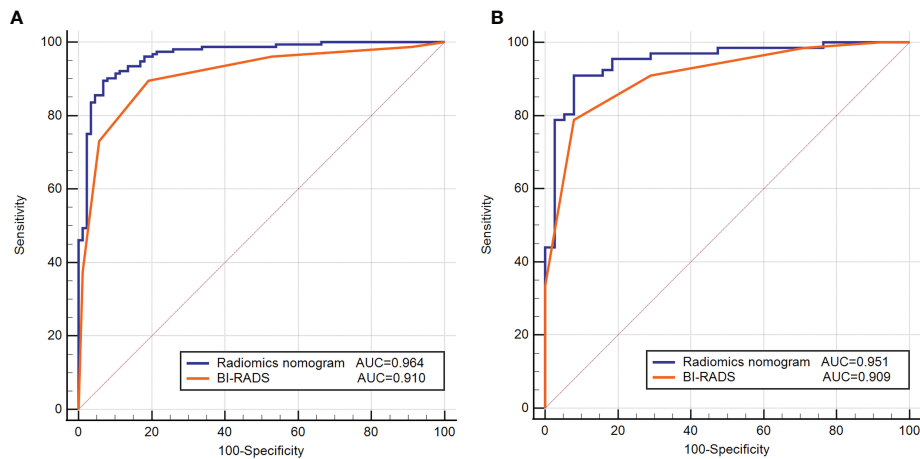 A
100
80
60
40
20
0
Sensitivity
Radiomics nomogram AUC=0.964
BI-RADS AUC=0.910
0 20 40 60 80 100
100-Specificity
B
100
80
60
40
20
0
Sensitivity
Radiomics nomogram AUC=0.951
BI-RADS AUC=0.909
0 20 40 60 80 100
100-Specificity